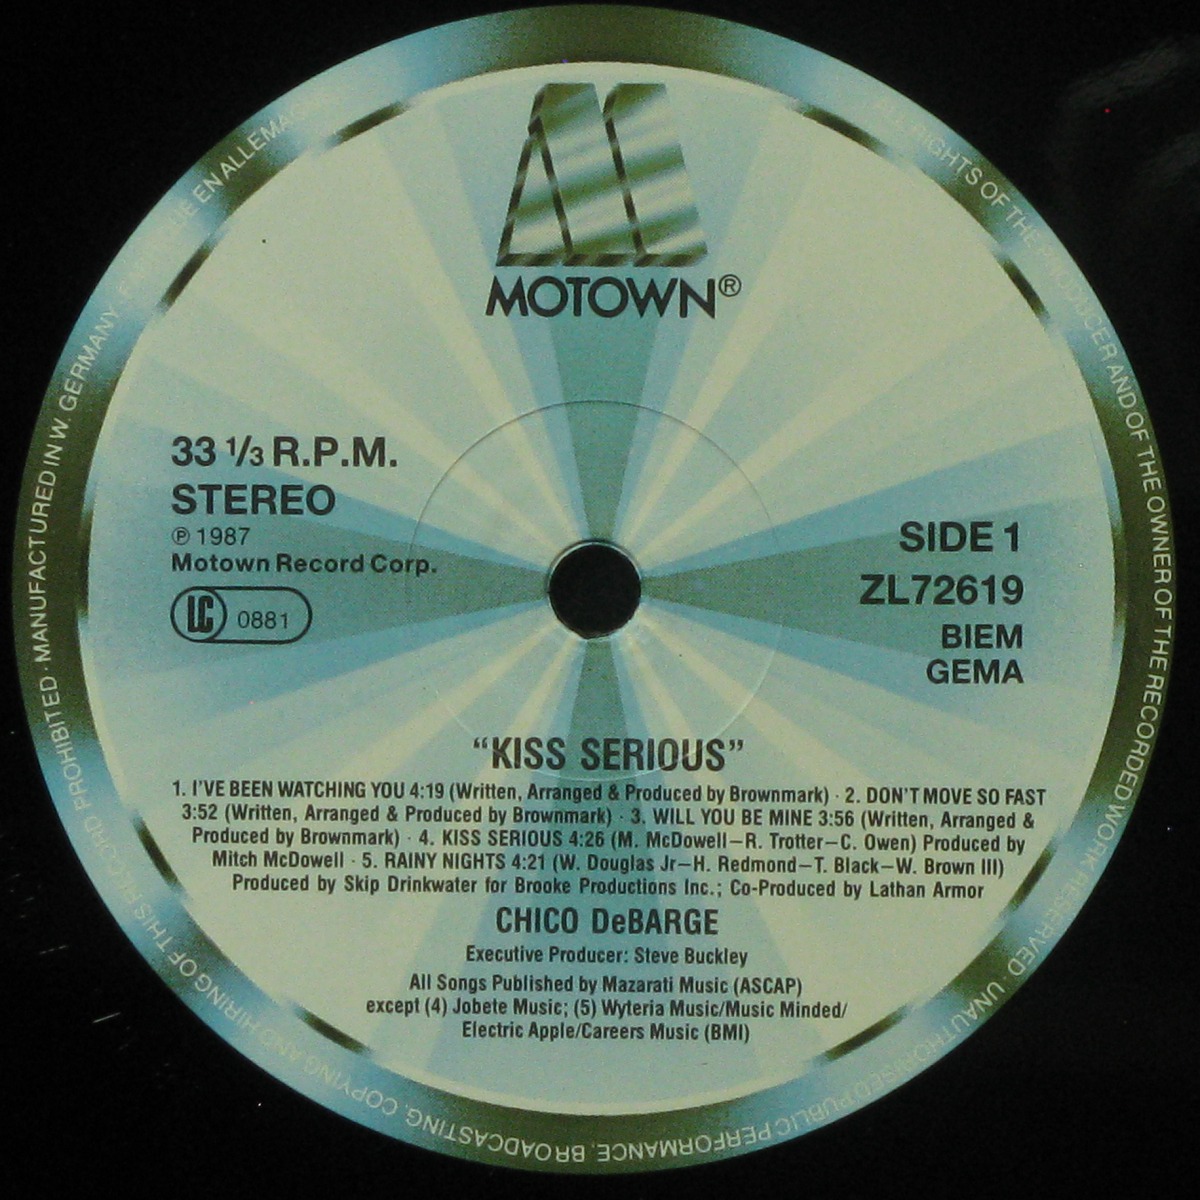 MOTOWN®
33 1/3 R.P.M.
STEREO
℗ 1987
Motown Record Corp.
LC 0881
SIDE 1
ZL72619
BIEM
GEMA
“KISS SERIOUS”
1. I'VE BEEN WATCHING YOU 4:19 (Written, Arranged & Produced by Brownmark) · 2. DON'T MOVE SO FAST
3:52 (Written, Arranged & Produced by Brownmark) · 3. WILL YOU BE MINE 3:56 (Written, Arranged &
Produced by Brownmark) · 4. KISS SERIOUS 4:26 (M. McDowell–R. Trotter–C. Owen) Produced by
Mitch McDowell · 5. RAINY NIGHTS 4:21 (W. Douglas Jr–H. Redmond–T. Black–W. Brown III)
Produced by Skip Drinkwater for Brooke Productions Inc.; Co-Produced by Lathan Armor
CHICO DeBARGE
Executive Producer: Steve Buckley
All Songs Published by Mazarati Music (ASCAP)
except (4) Jobete Music; (5) Wyteria Music/Music Minded/
Electric Apple/Careers Music (BMI)
ALL RIGHTS OF THE PRODUCER AND OF THE OWNER OF THE RECORDED WORK RESERVED. UNAUTHORISED PUBLIC PERFORMANCE, BROADCASTING, COPYING AND HIRING OF THIS RECORD PROHIBITED · MANUFACTURED IN W. GERMANY. EN ALLEMAGNE